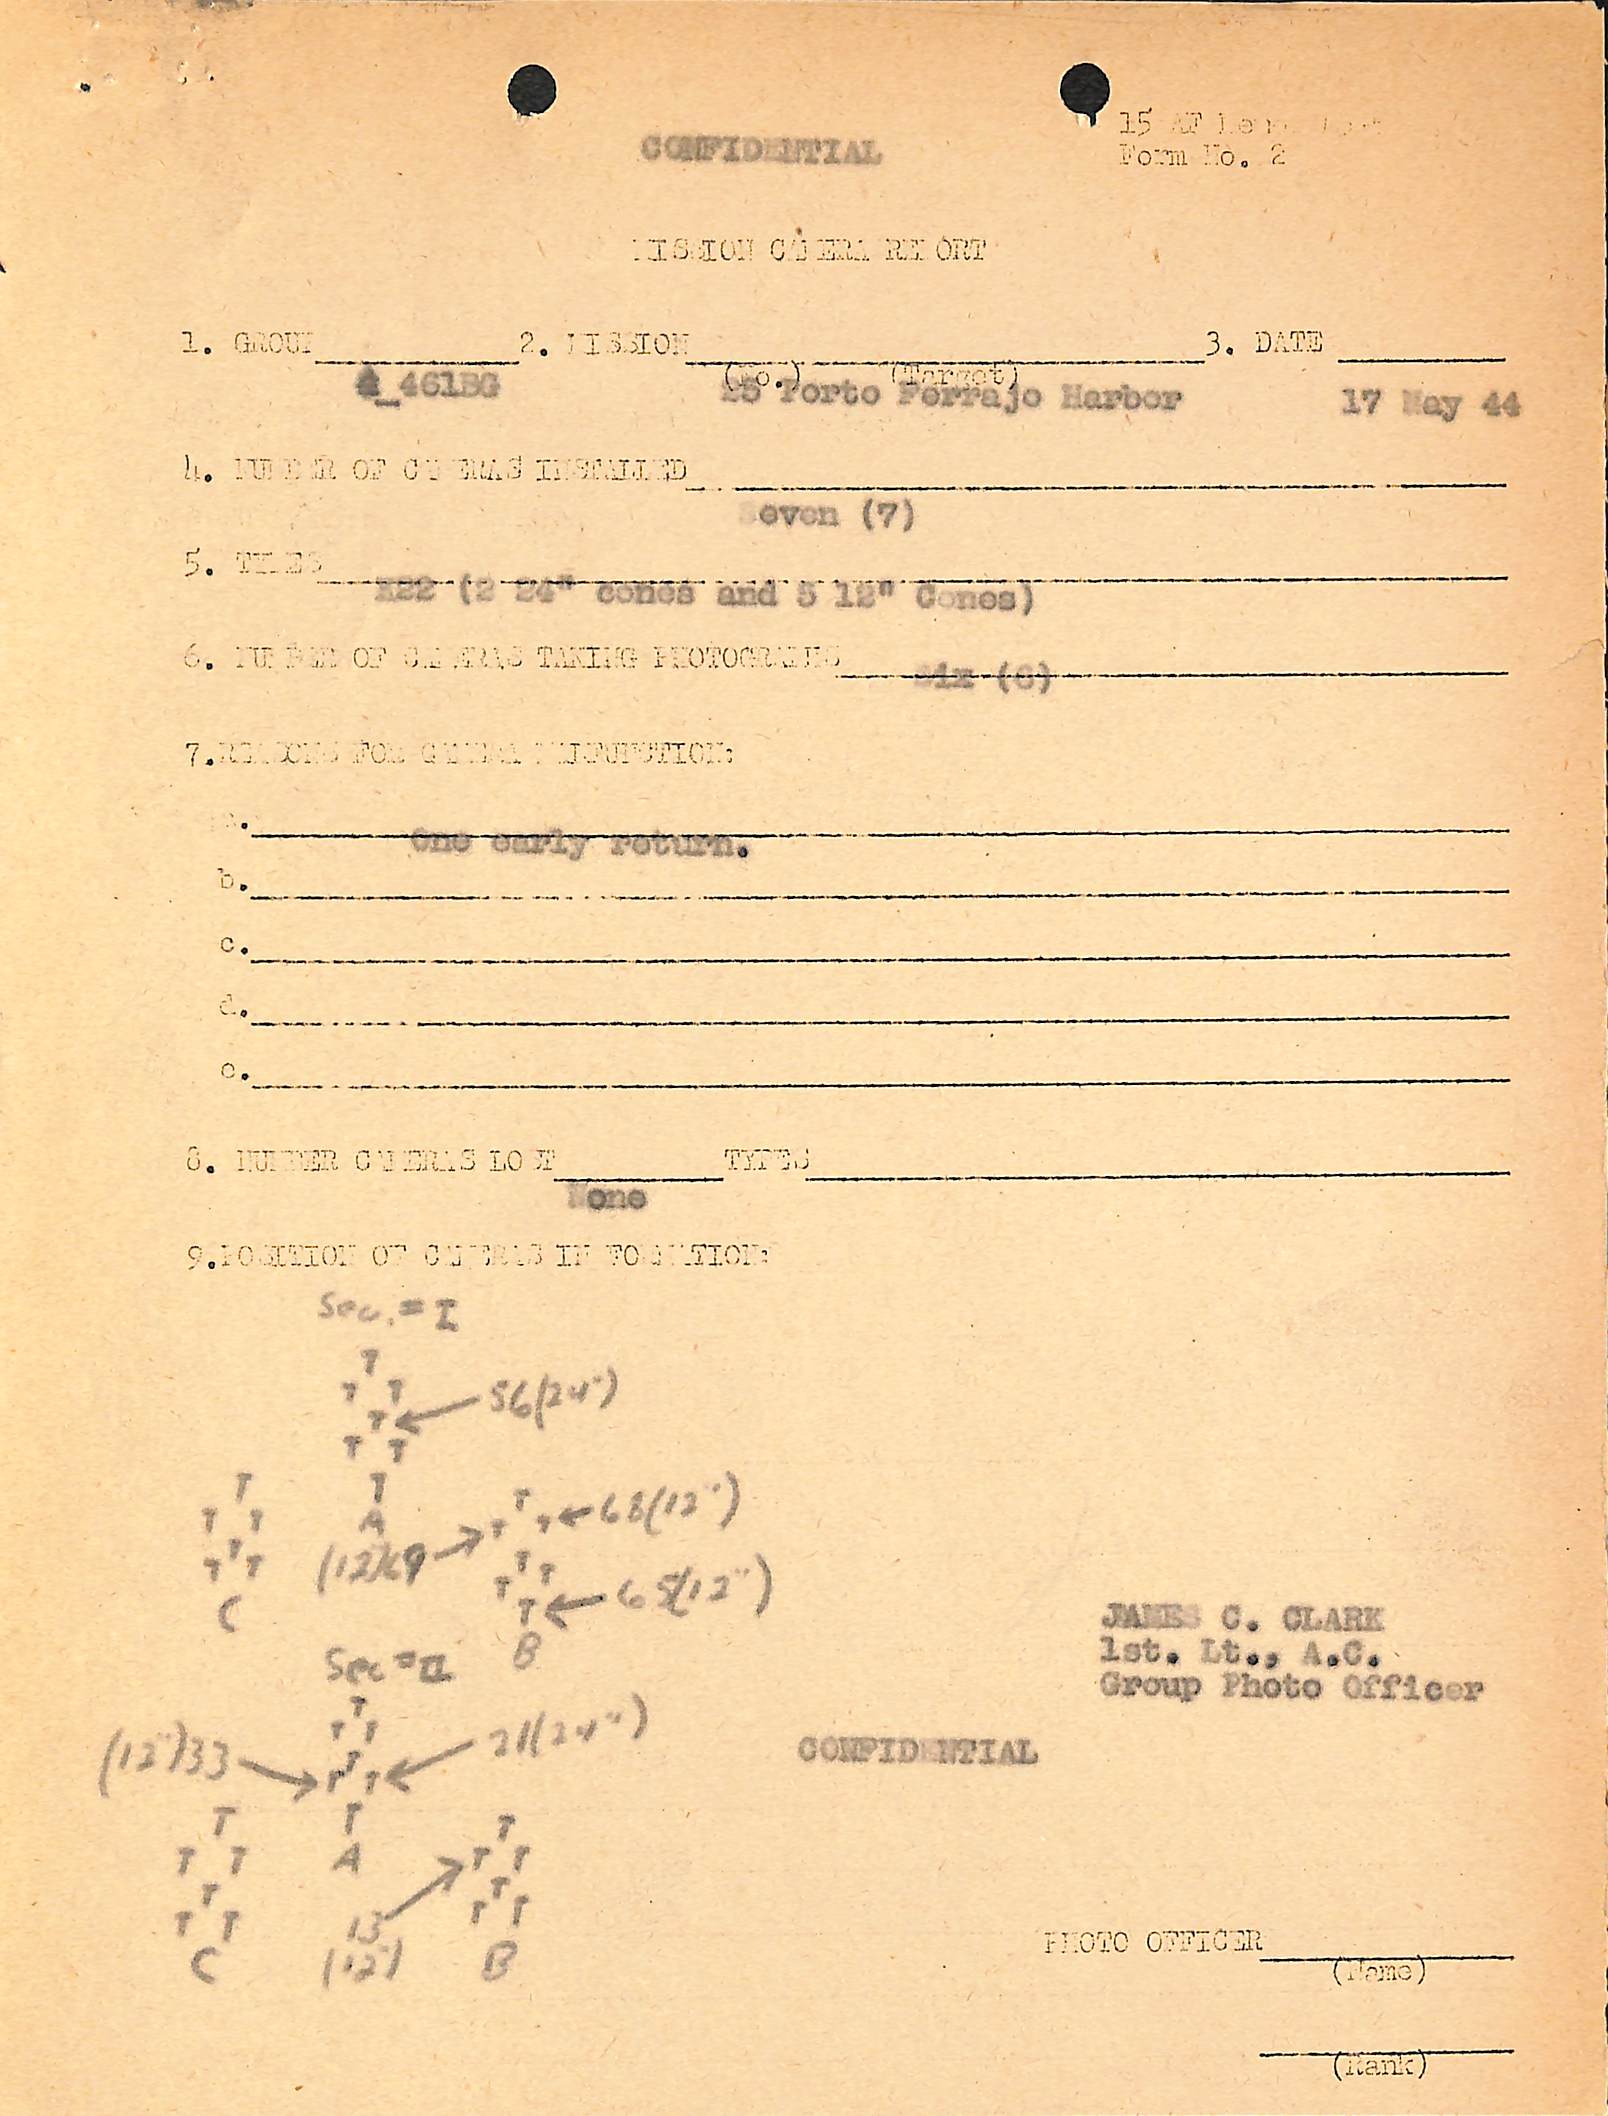 15 AF
Form No. 2
CONFIDENTIAL
MISSION CAMERA REPORT
1. GROUP 2. MISSION 3. DATE
(No.) (Target)
461BG 25 Porto Ferrajo Harbor 17 May 44
4. NUMBER OF CAMERAS INSTALLED
Seven (7)
5. TYPES
K22 (2 24" cones and 5 12" Cones)
6. NUMBER OF CAMERAS TAKING PHOTOGRAPHS Six (6)
7. REASONS FOR CAMERA MALFUNCTION:
a. One early return.
b.
c.
d.
e.
8. NUMBER CAMERAS LOST TYPES
None
9. POSITION OF CAMERAS IN FORMATION:
Sec. = I
T
T T
T 56(24")
T T
T T
A
T
T T
T
T T
C
T
T T 68(12")
(12")69
T
T T
T 65(12")
B
Sec = II
T
T T
(12")33 T 21(24")
T T
T T
A
T
T T
T
T T
C
T
T T
T
T T
13
(12")
B
JAMES C. CLARK
1st. Lt., A.C.
Group Photo Officer
CONFIDENTIAL
PHOTO OFFICER
(Name)
(Rank)